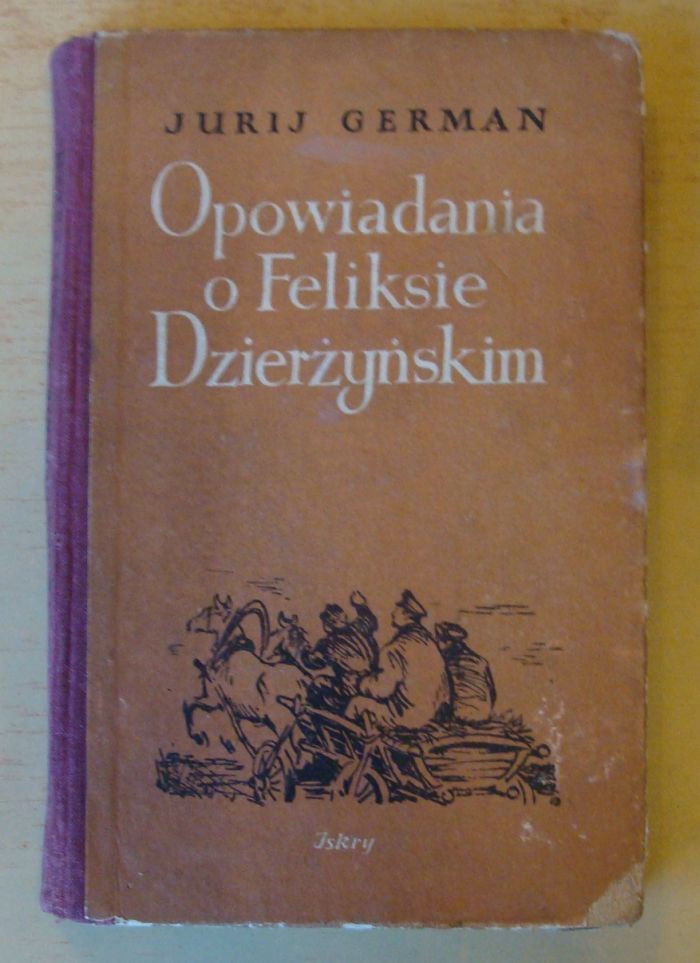 JURIJ GERMAN
Opowiadania
o Feliksie
Dzierżyńskim
Iskry